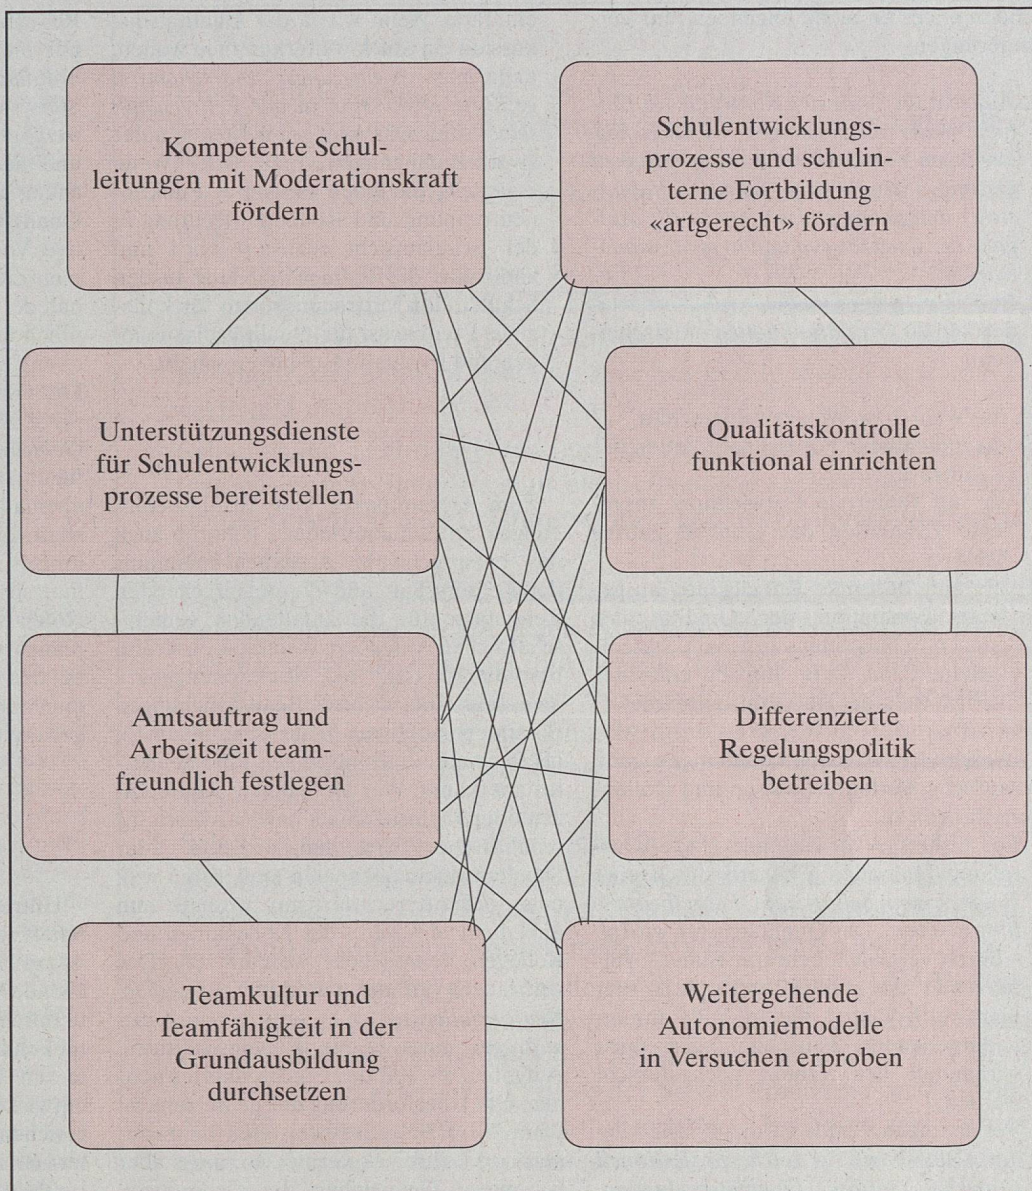 Kompetente Schul-
leitungen mit Moderationskraft
fördern
Schulentwicklungs-
prozesse und schulin-
terne Fortbildung
«artgerecht» fördern
Unterstützungsdienste
für Schulentwicklungs-
prozesse bereitstellen
Qualitätskontrolle
funktional einrichten
Amtsauftrag und
Arbeitszeit team-
freundlich festlegen
Differenzierte
Regelungspolitik
betreiben
Teamkultur und
Teamfähigkeit in der
Grundausbildung
durchsetzen
Weitergehende
Autonomiemodelle
in Versuchen erproben